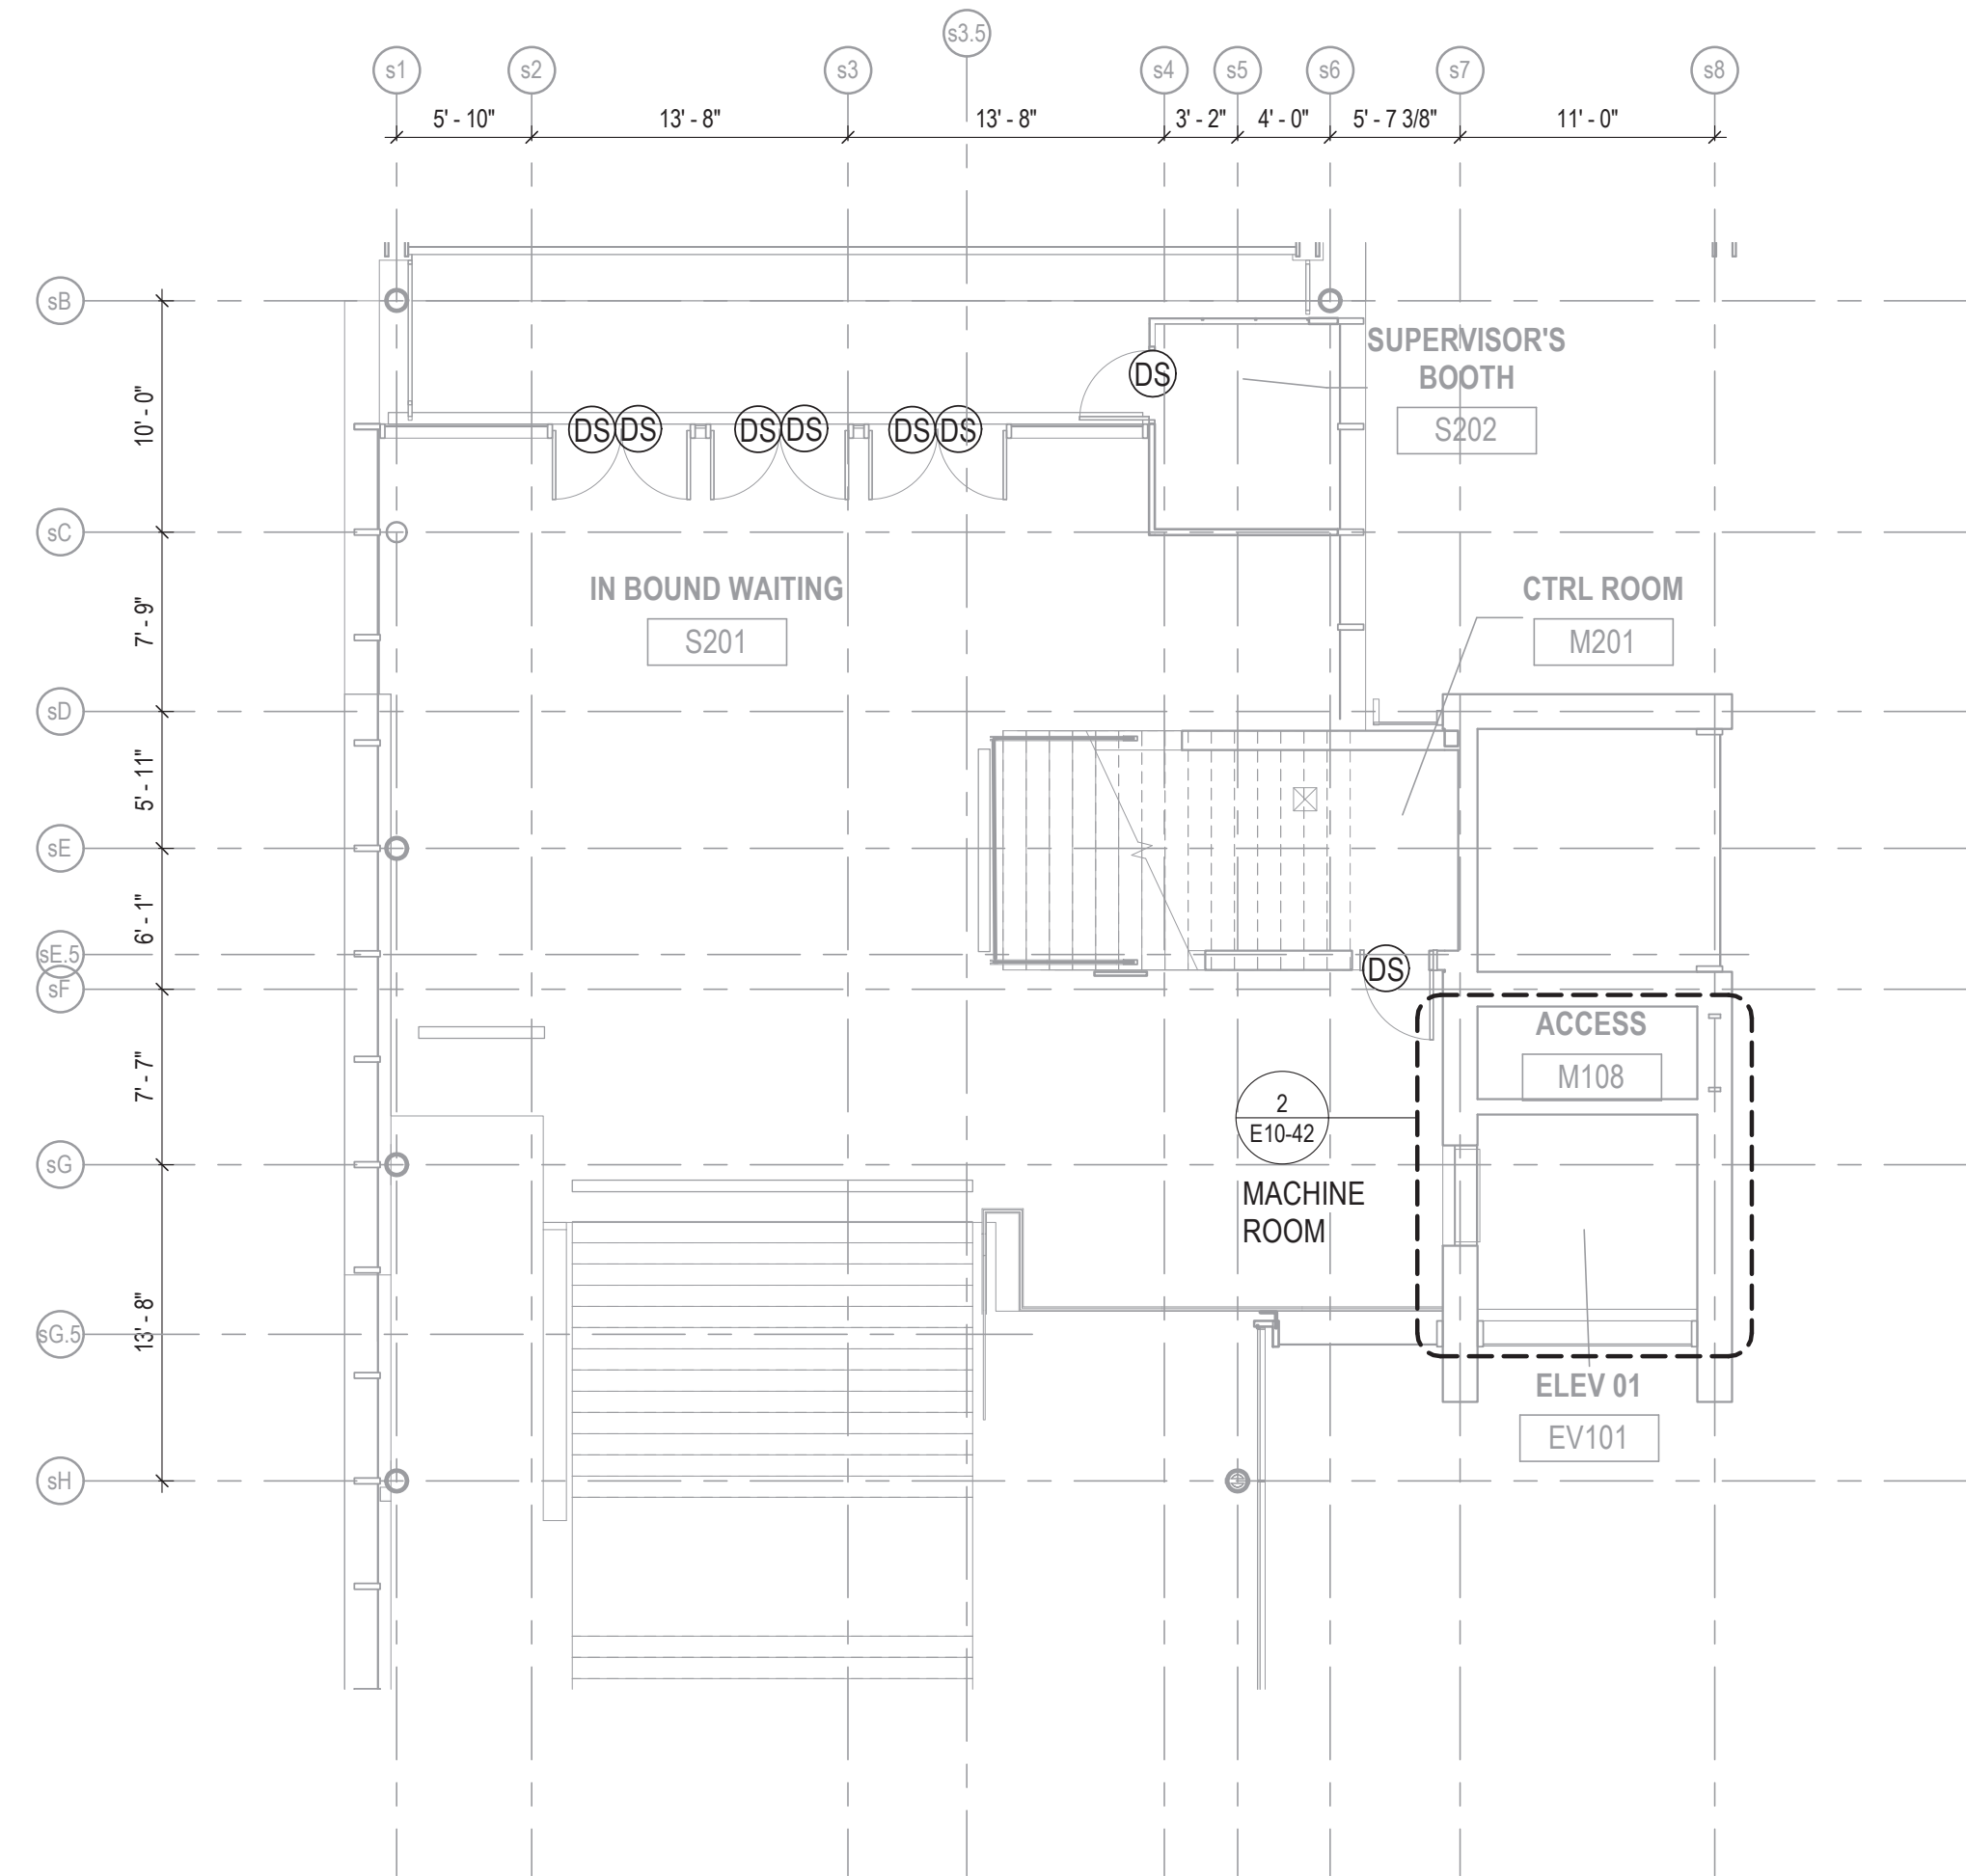 s3.5
s1 s2 s3 s4 s5 s6 s7 s8
5' - 10" 13' - 8" 13' - 8" 3' - 2" 4' - 0" 5' - 7 3/8" 11' - 0"
sB
SUPERVISOR'S
BOOTH
S202
DS
10' - 0"
DS DS DS DS DS DS
sC
IN BOUND WAITING
S201
CTRL ROOM
M201
7' - 9"
sD
5' - 11"
sE
6' - 1"
sE.5
DS
sF
ACCESS
M108
7' - 7"
2
E10-42
sG
MACHINE
ROOM
13' - 8"
sG.5
ELEV 01
EV101
sH